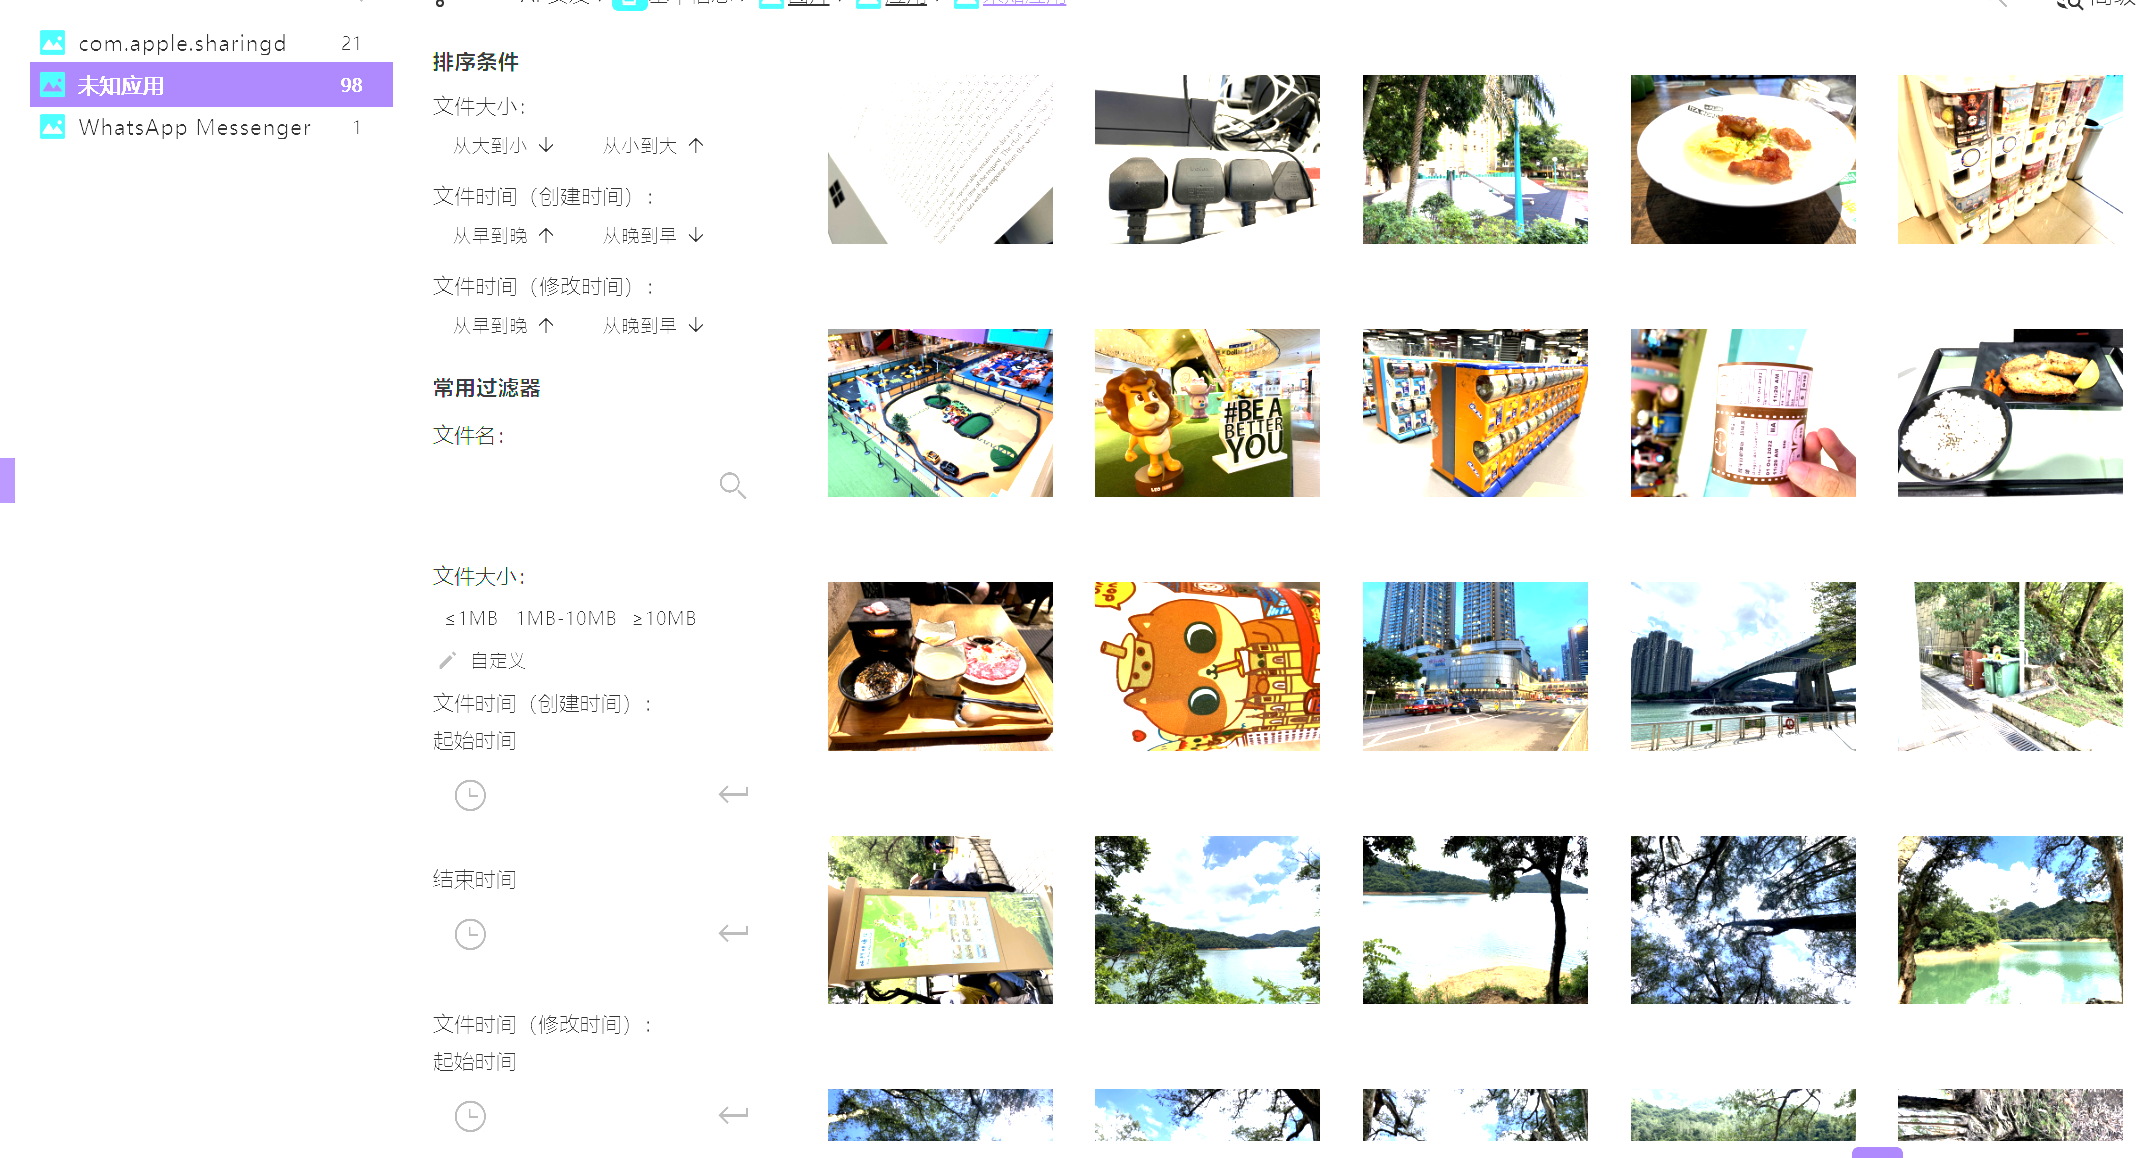 com.apple.sharingd 21
未知应用 98
WhatsApp Messenger 1
排序条件
文件大小：
从大到小 ↓ 从小到大 ↑
文件时间（创建时间）：
从早到晚 ↑ 从晚到早 ↓
文件时间（修改时间）：
从早到晚 ↑ 从晚到早 ↓
常用过滤器
文件名：
文件大小：
≤1MB 1MB-10MB ≥10MB
自定义
文件时间（创建时间）：
起始时间
结束时间
文件时间（修改时间）：
起始时间
#BE A
BETTER
YOU